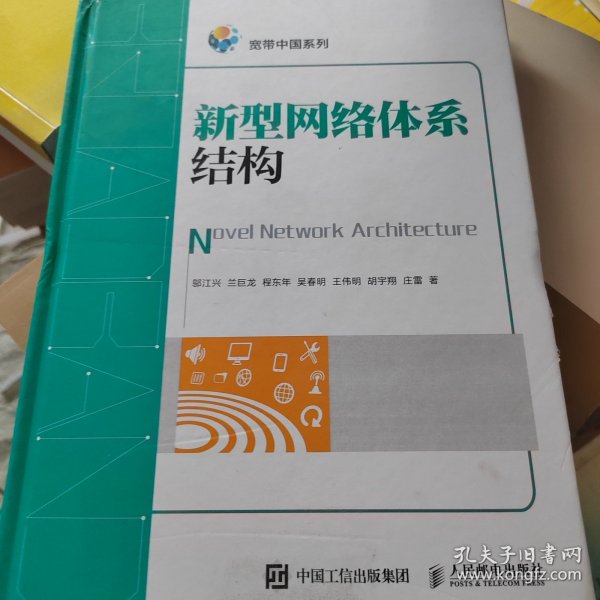 宽带中国系列
新型网络体系
结构
Novel Network Architecture
邬江兴 兰巨龙 程东年 吴春明 王伟明 胡宇翔 庄雷 著
中国工信出版集团
人民邮电出版社
POSTS & TELECOM PRESS
孔夫子旧书网
www.kongfz.com